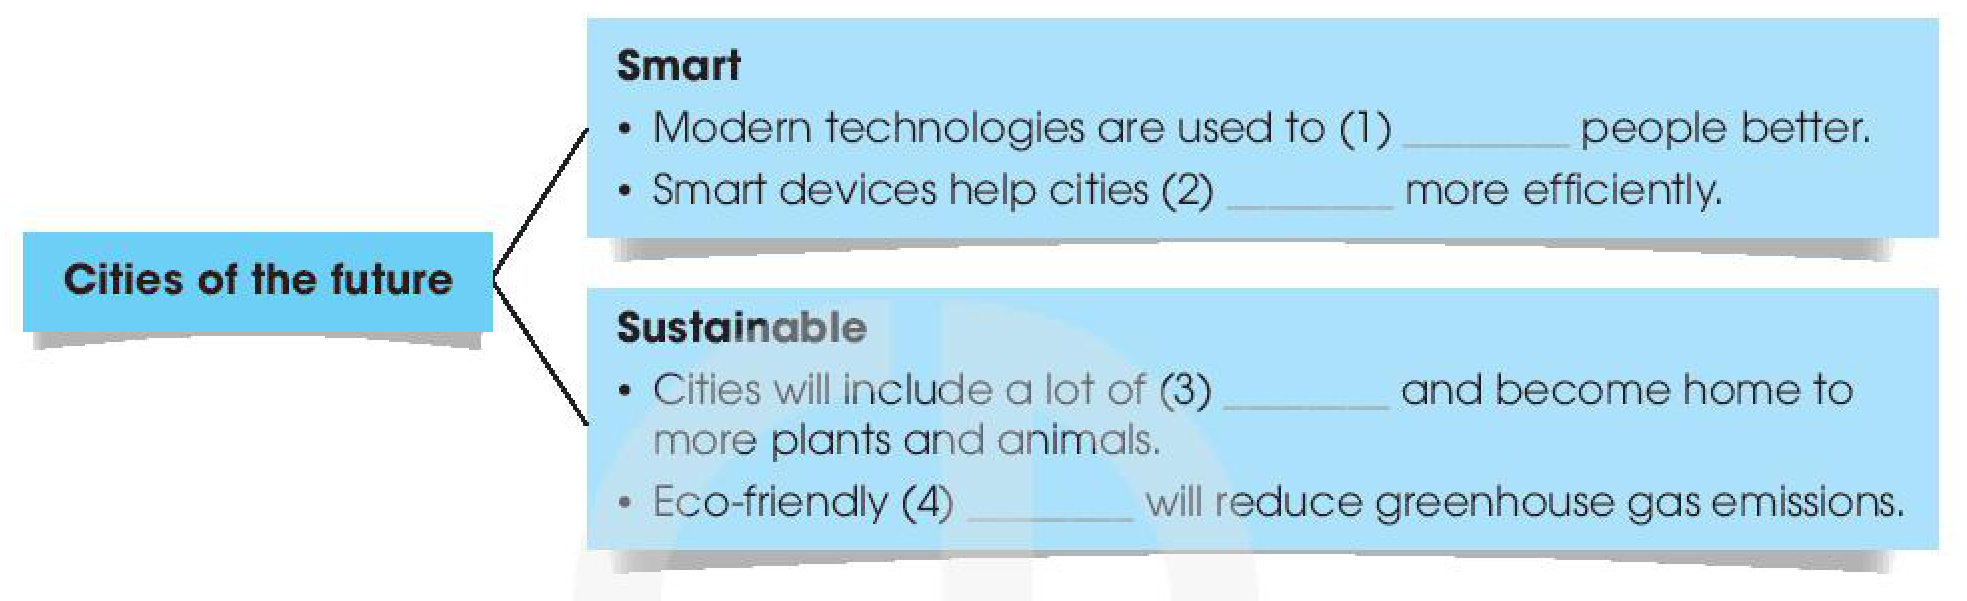 Smart
• Modern technologies are used to (1) ________ people better.
• Smart devices help cities (2) ________ more efficiently.
Cities of the future
Sustainable
• Cities will include a lot of (3) ________ and become home to
more plants and animals.
• Eco-friendly (4) ________ will reduce greenhouse gas emissions.